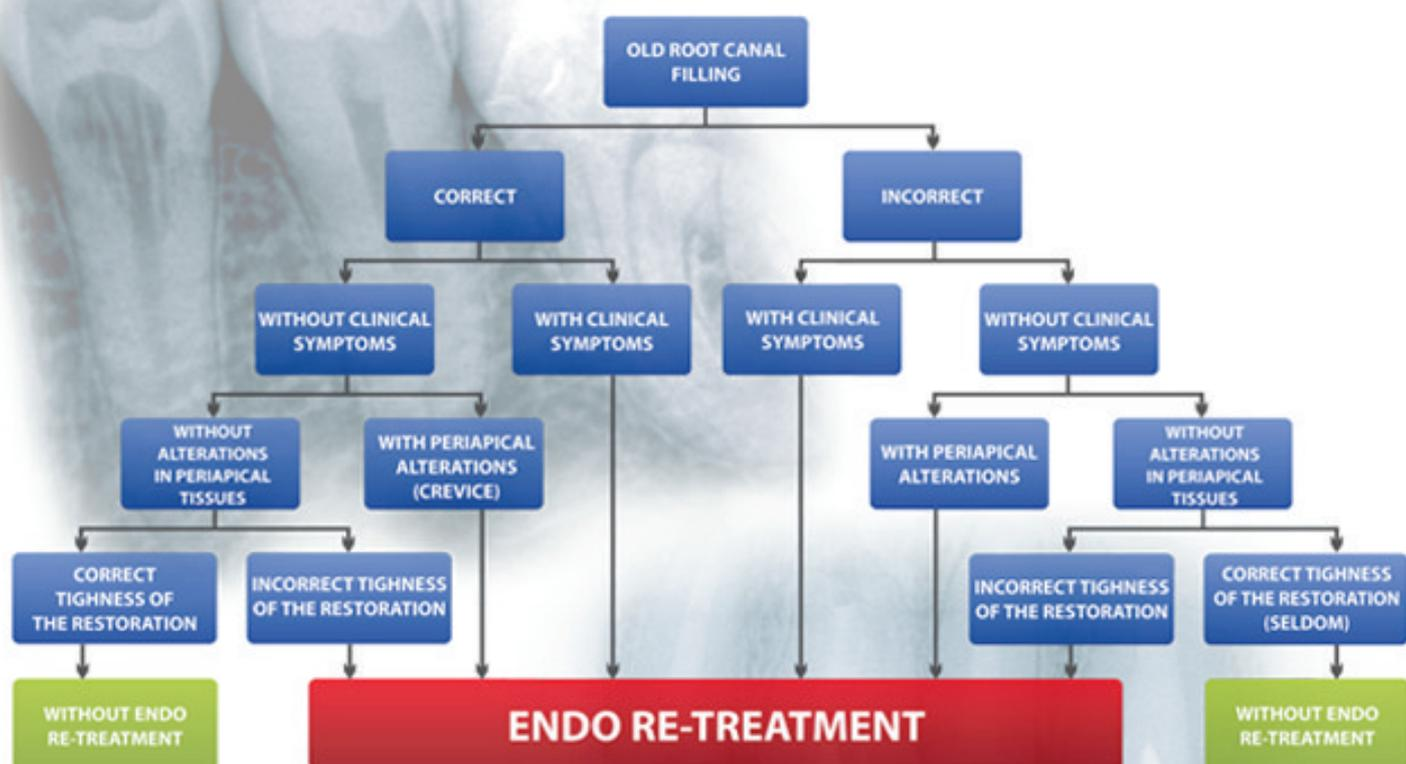 OLD ROOT CANAL
FILLING
CORRECT
INCORRECT
WITHOUT CLINICAL
SYMPTOMS
WITH CLINICAL
SYMPTOMS
WITH CLINICAL
SYMPTOMS
WITHOUT CLINICAL
SYMPTOMS
WITHOUT
ALTERATIONS
IN PERIAPICAL
TISSUES
WITH PERIAPICAL
ALTERATIONS
(CREVICE)
WITH PERIAPICAL
ALTERATIONS
WITHOUT
ALTERATIONS
IN PERIAPICAL
TISSUES
CORRECT
TIGHNESS OF
THE RESTORATION
INCORRECT TIGHNESS
OF THE RESTORATION
INCORRECT TIGHNESS
OF THE RESTORATION
CORRECT TIGHNESS
OF THE RESTORATION
(SELDOM)
WITHOUT ENDO
RE-TREATMENT
ENDO RE-TREATMENT
WITHOUT ENDO
RE-TREATMENT